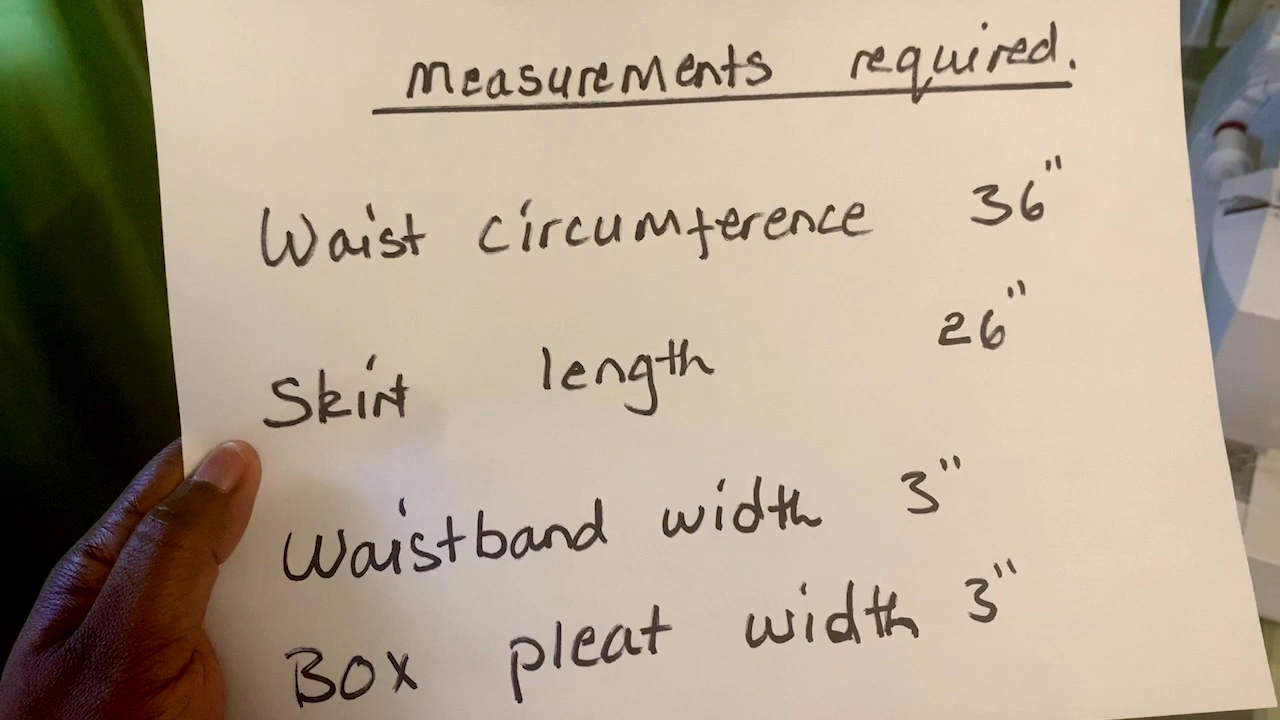 measurements required.
Waist circumference 36"
Skirt length 26"
Waistband width 3"
Box pleat width 3"